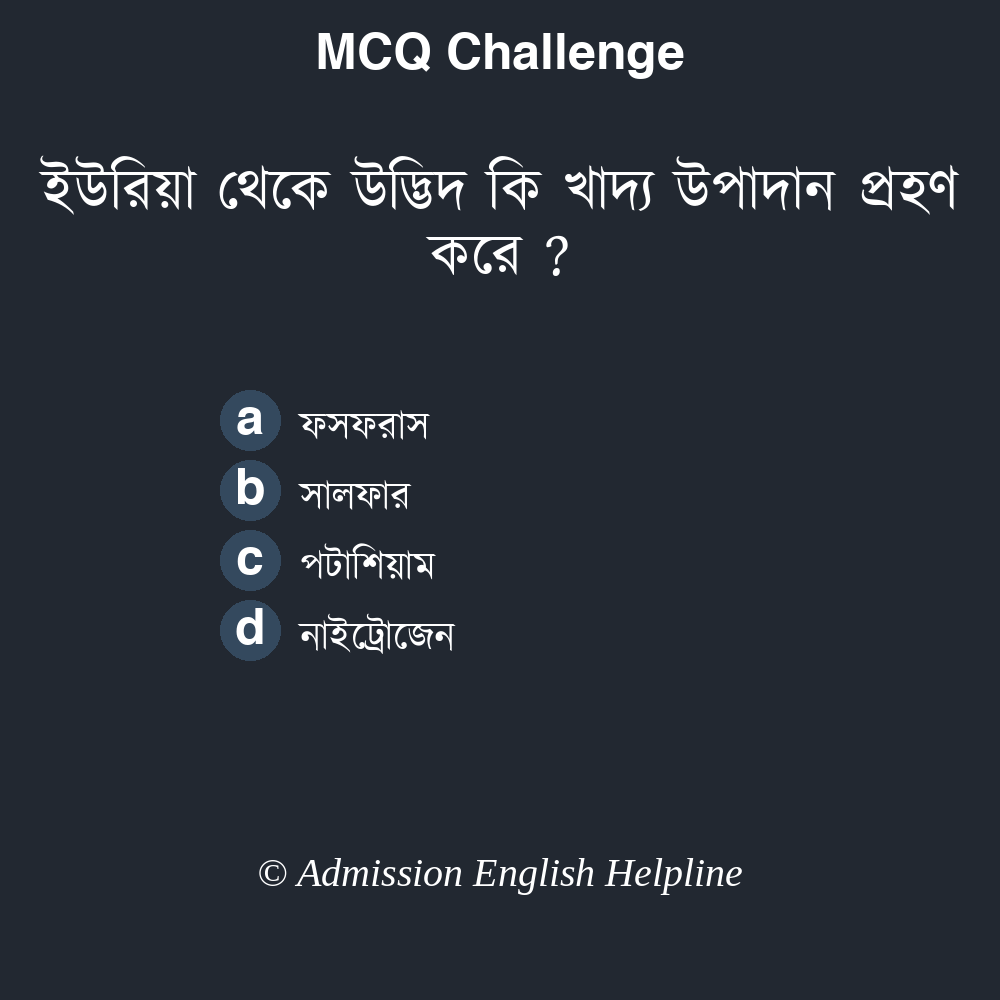 MCQ Challenge
ইউরিয়া থেকে উদ্ভিদ কি খাদ্য উপাদান প্রহণ
করে ?
a ফসফরাস
b সালফার
c পটাশিয়াম
d নাইট্রোজেন
© Admission English Helpline